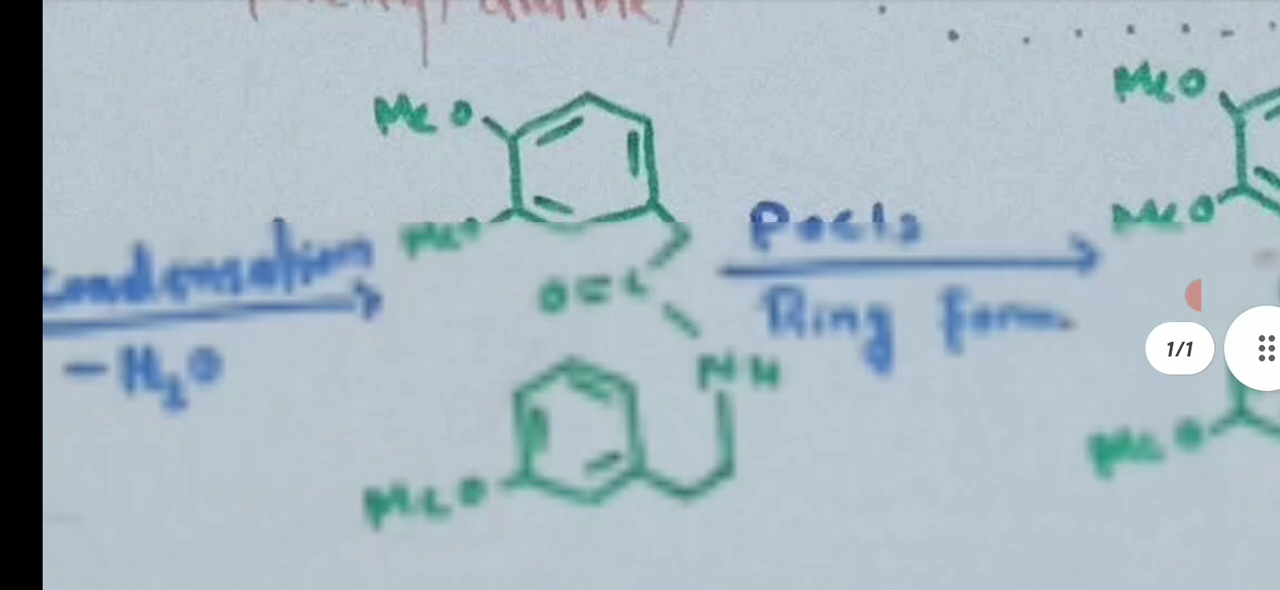 MeO
MeO
Condensation
- H₂O
MeO
O=C
NH
POCl₃
Ring form.
MeO
MeO
MeO
1/1